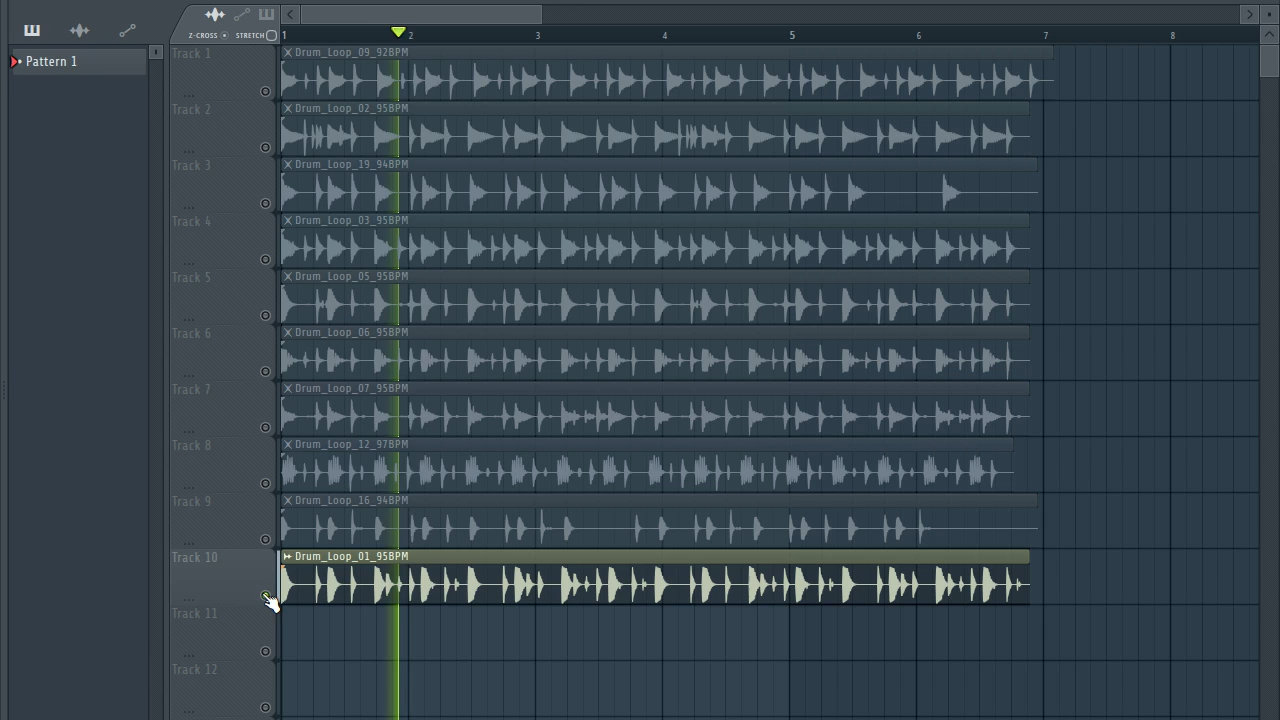 Z-CROSS STRETCH
1 2 3 4 5 6 7 8
Pattern 1
Track 1
Drum_Loop_09_92BPM
Track 2
Drum_Loop_02_95BPM
Track 3
Drum_Loop_19_94BPM
Track 4
Drum_Loop_03_95BPM
Track 5
Drum_Loop_05_95BPM
Track 6
Drum_Loop_06_95BPM
Track 7
Drum_Loop_07_95BPM
Track 8
Drum_Loop_12_97BPM
Track 9
Drum_Loop_16_94BPM
Track 10
Drum_Loop_01_95BPM
Track 11
Track 12